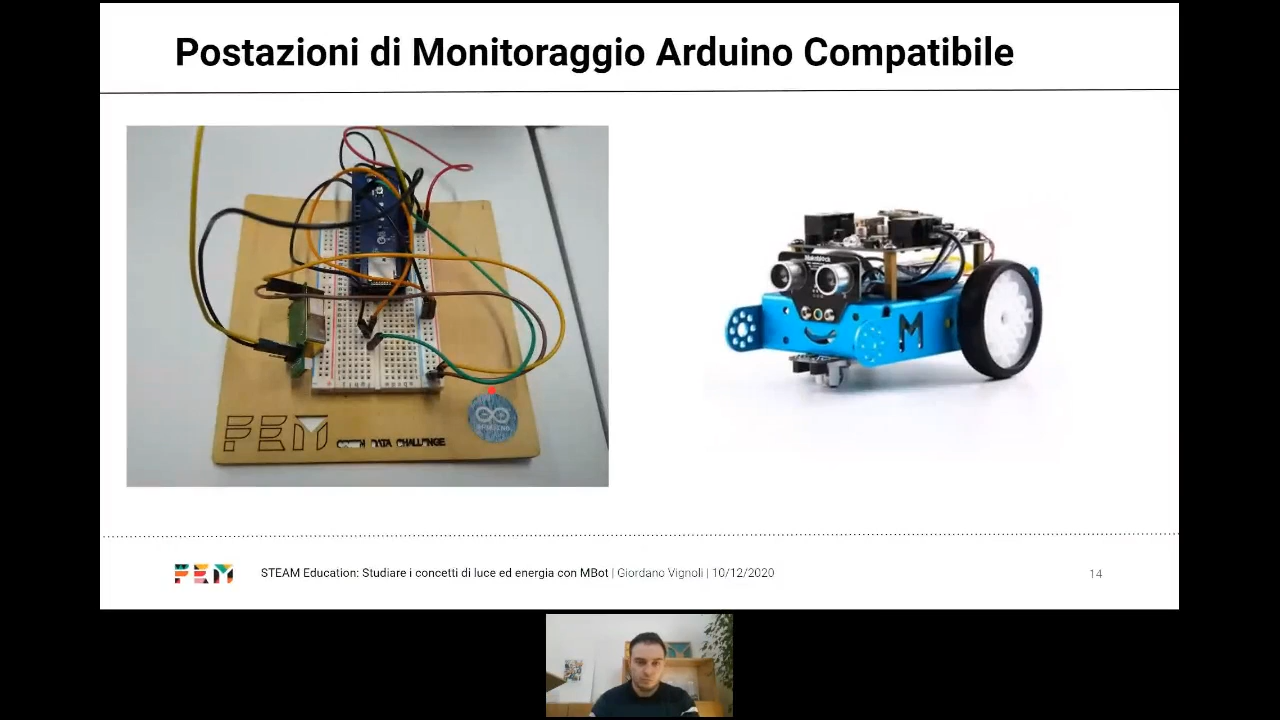 Postazioni di Monitoraggio Arduino Compatibile
FEM
DATA CHALLENGE
Makeblock
M
FEM
STEAM Education: Studiare i concetti di luce ed energia con MBot | Giordano Vignoli | 10/12/2020
14